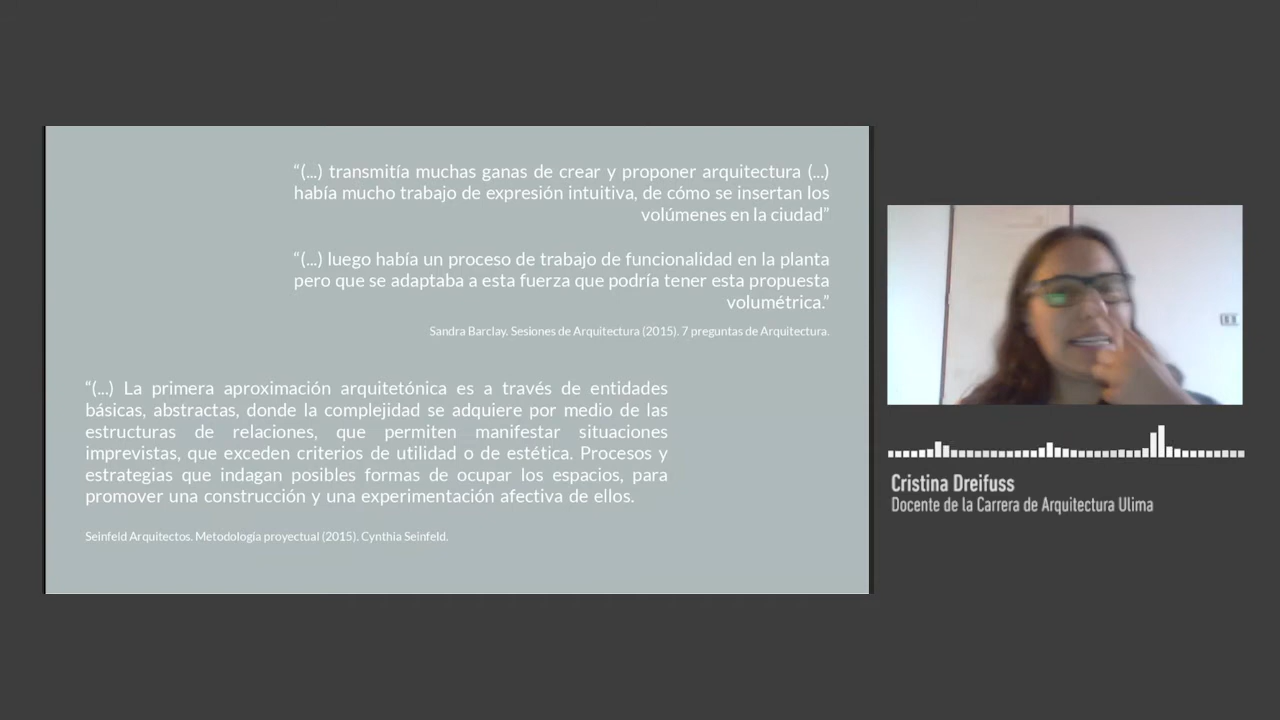 “(...) transmitía muchas ganas de crear y proponer arquitectura (...)
había mucho trabajo de expresión intuitiva, de cómo se insertan los
volúmenes en la ciudad”
“(...) luego había un proceso de trabajo de funcionalidad en la planta
pero que se adaptaba a esta fuerza que podría tener esta propuesta
volumétrica.”
Sandra Barclay. Sesiones de Arquitectura (2015). 7 preguntas de Arquitectura.
“(...) La primera aproximación arquitetónica es a través de entidades
básicas, abstractas, donde la complejidad se adquiere por medio de las
estructuras de relaciones, que permiten manifestar situaciones
imprevistas, que exceden criterios de utilidad o de estética. Procesos y
estrategias que indagan posibles formas de ocupar los espacios, para
promover una construcción y una experimentación afectiva de ellos.
Seinfeld Arquitectos. Metodología proyectual (2015). Cynthia Seinfeld.
Cristina Dreifuss
Docente de la Carrera de Arquitectura Ulima